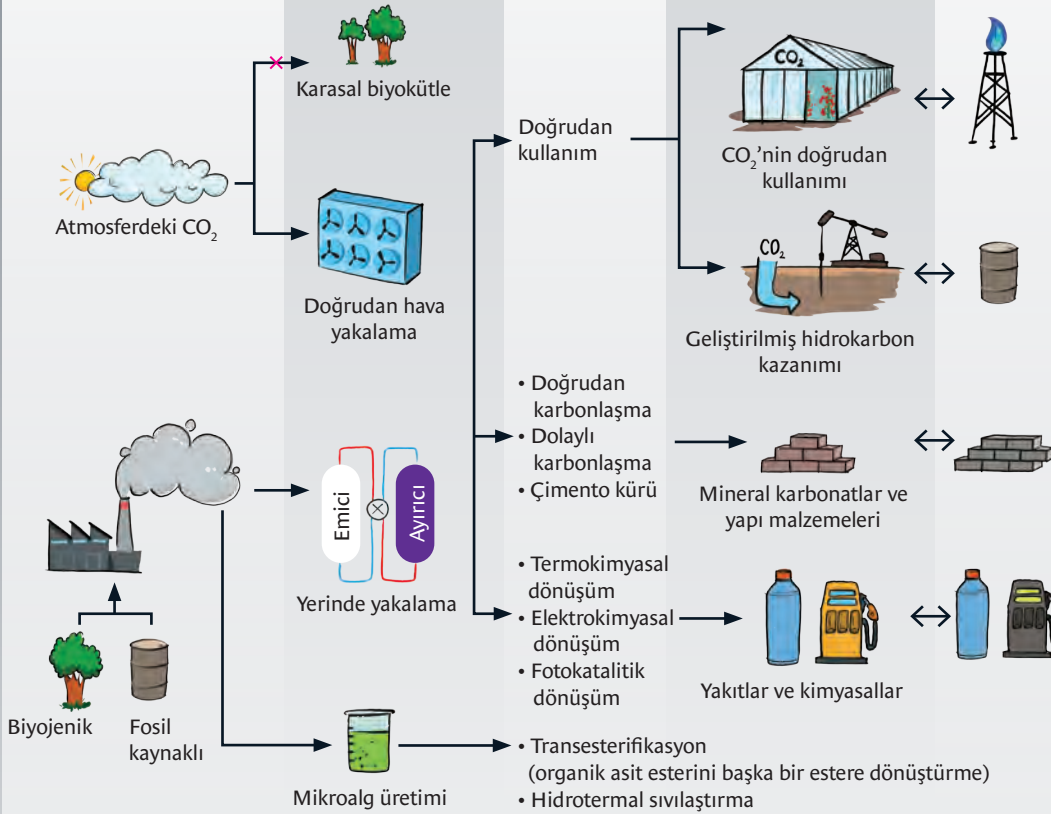 Karasal biyokütle
Atmosferdeki CO₂
Doğrudan hava
yakalama
Doğrudan
kullanım
CO₂
CO₂'nin doğrudan
kullanımı
CO₂
Geliştirilmiş hidrokarbon
kazanımı
• Doğrudan
karbonlaşma
• Dolaylı
karbonlaşma
• Çimento kürü
Mineral karbonatlar ve
yapı malzemeleri
Emici
Ayırıcı
Yerinde yakalama
• Termokimyasal
dönüşüm
• Elektrokimyasal
dönüşüm
• Fotokatalitik
dönüşüm
Yakıtlar ve kimyasallar
Biyojenik
Fosil
kaynaklı
Mikroalg üretimi
• Transesterifikasyon
(organik asit esterini başka bir estere dönüştürme)
• Hidrotermal sıvılaştırma